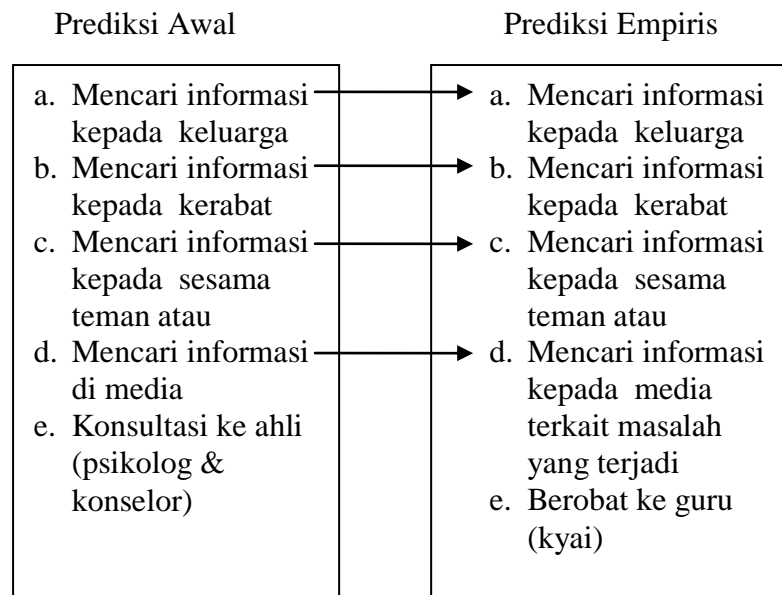 Prediksi Awal
a. Mencari informasi
kepada keluarga
b. Mencari informasi
kepada kerabat
c. Mencari informasi
kepada sesama
teman atau
d. Mencari informasi
di media
e. Konsultasi ke ahli
(psikolog &
konselor)
Prediksi Empiris
a. Mencari informasi
kepada keluarga
b. Mencari informasi
kepada kerabat
c. Mencari informasi
kepada sesama
teman atau
d. Mencari informasi
kepada media
terkait masalah
yang terjadi
e. Berobat ke guru
(kyai)